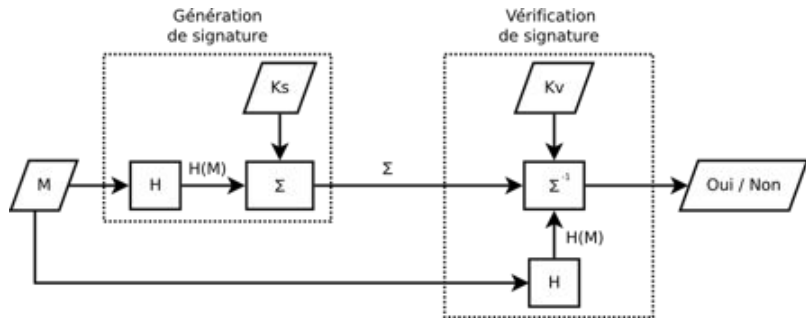 Génération
de signature
Vérification
de signature
Ks
Kv
M
H
H(M)
Σ
Σ
Σ⁻¹
Oui / Non
H(M)
H